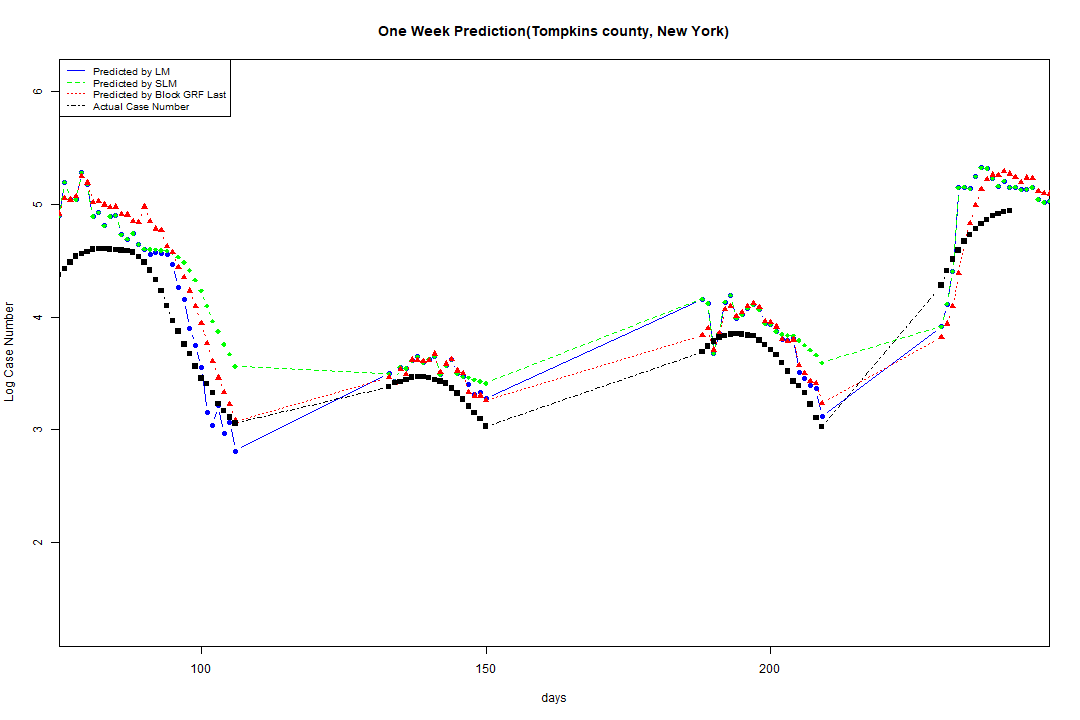 One Week Prediction(Tompkins county, New York)
Predicted by LM
Predicted by SLM
Predicted by Block GRF Last
Actual Case Number
6
5
4
3
2
Log Case Number
100
150
200
days